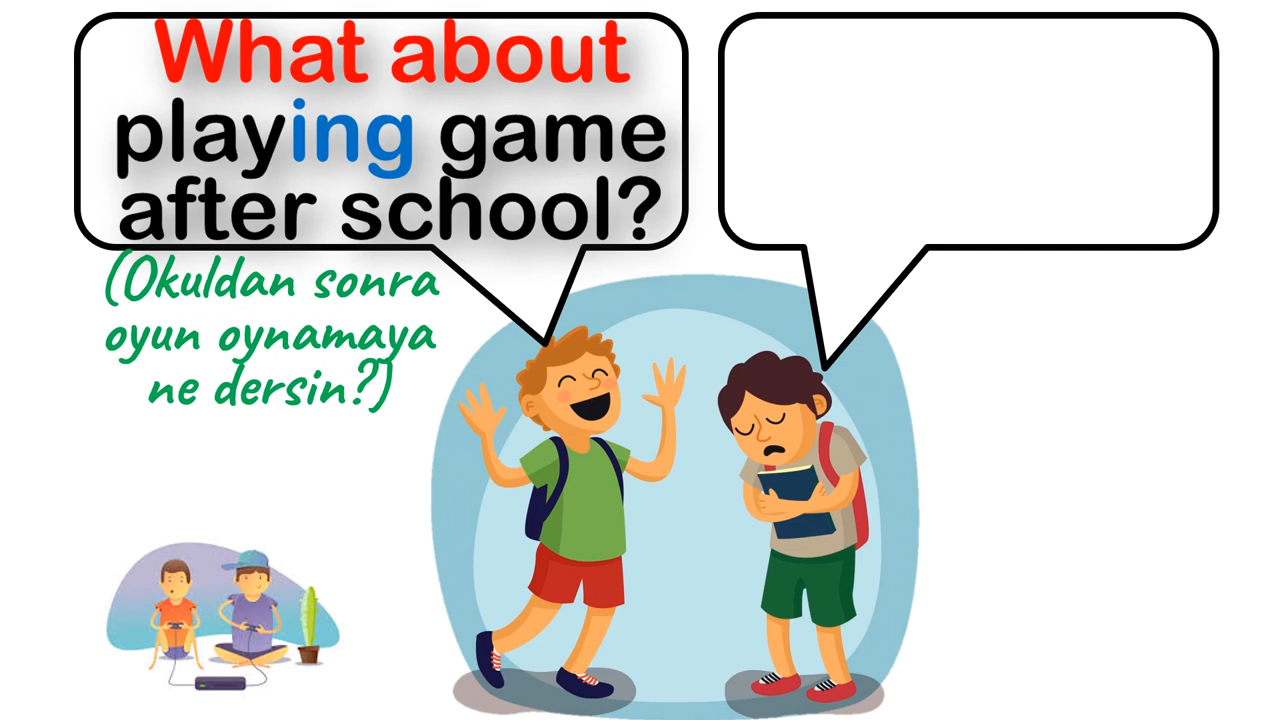 What about
playing game
after school?
(Okuldan sonra
oyun oynamaya
ne dersin?)